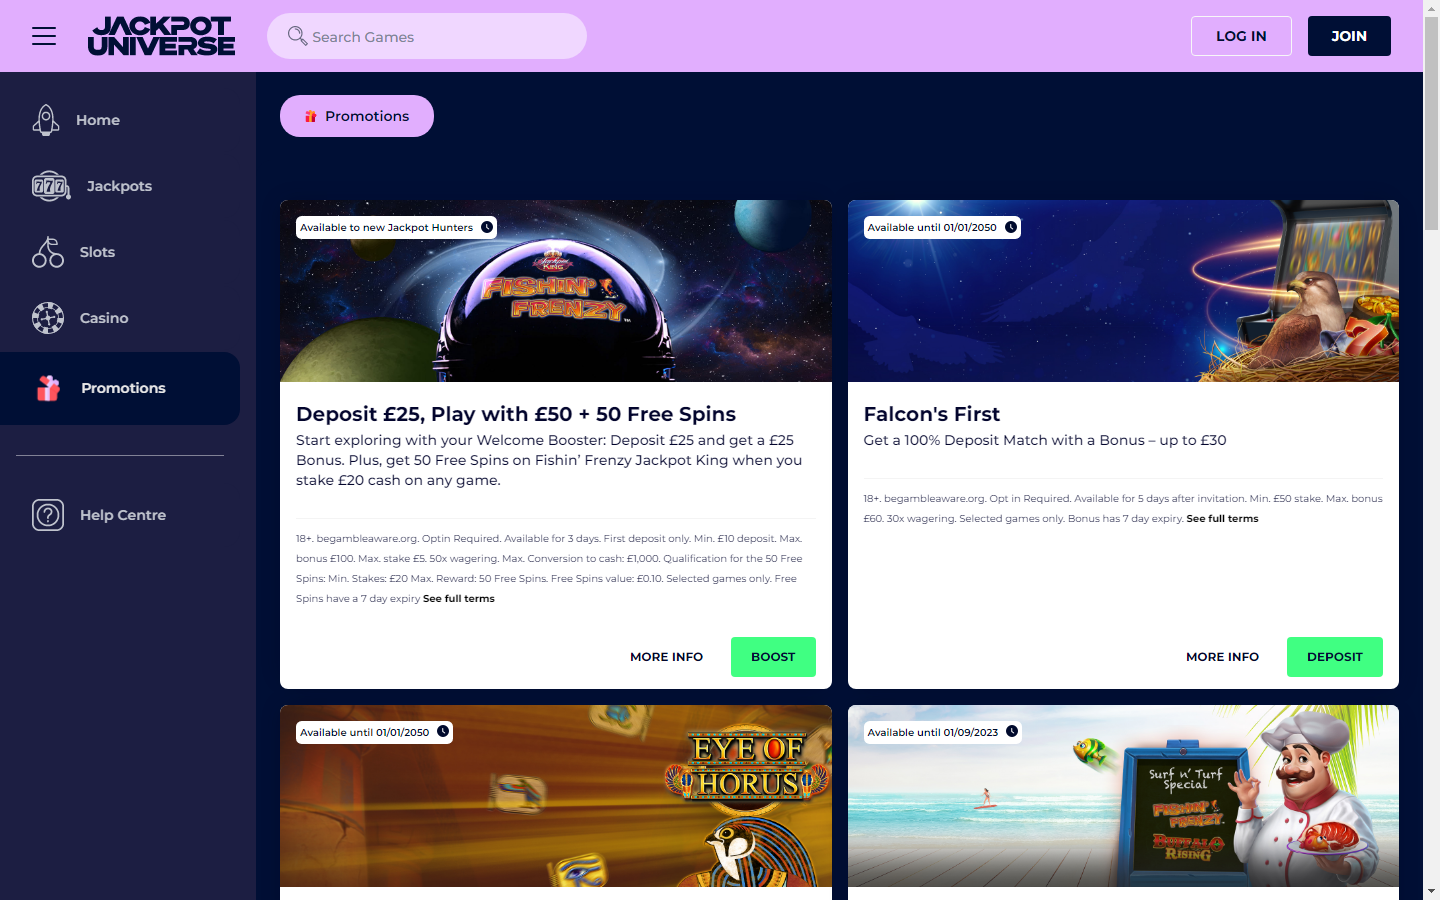 JACKPOT
UNIVERSE
Search Games
LOG IN
JOIN
Home
Jackpots
Slots
Casino
Promotions
Help Centre
Promotions
Available to new Jackpot Hunters
Jackpot
KING
FISHIN'
FRENZY
Deposit £25, Play with £50 + 50 Free Spins
Start exploring with your Welcome Booster: Deposit £25 and get a £25
Bonus. Plus, get 50 Free Spins on Fishin’ Frenzy Jackpot King when you
stake £20 cash on any game.
18+. begambleaware.org. Optin Required. Available for 3 days. First deposit only. Min. £10 deposit. Max.
bonus £100. Max. stake £5. 50x wagering. Max. Conversion to cash: £1,000. Qualification for the 50 Free
Spins: Min. Stakes: £20 Max. Reward: 50 Free Spins. Free Spins value: £0.10. Selected games only. Free
Spins have a 7 day expiry See full terms
MORE INFO
BOOST
Available until 01/01/2050
Falcon's First
Get a 100% Deposit Match with a Bonus – up to £30
18+. begambleaware.org. Opt in Required. Available for 5 days after invitation. Min. £50 stake. Max. bonus
£60. 30x wagering. Selected games only. Bonus has 7 day expiry. See full terms
MORE INFO
DEPOSIT
Available until 01/01/2050
EYE OF
HORUS
Available until 01/09/2023
Surf n' Turf
Special
FISHIN'
FRENZY
BUFFALO
RISING